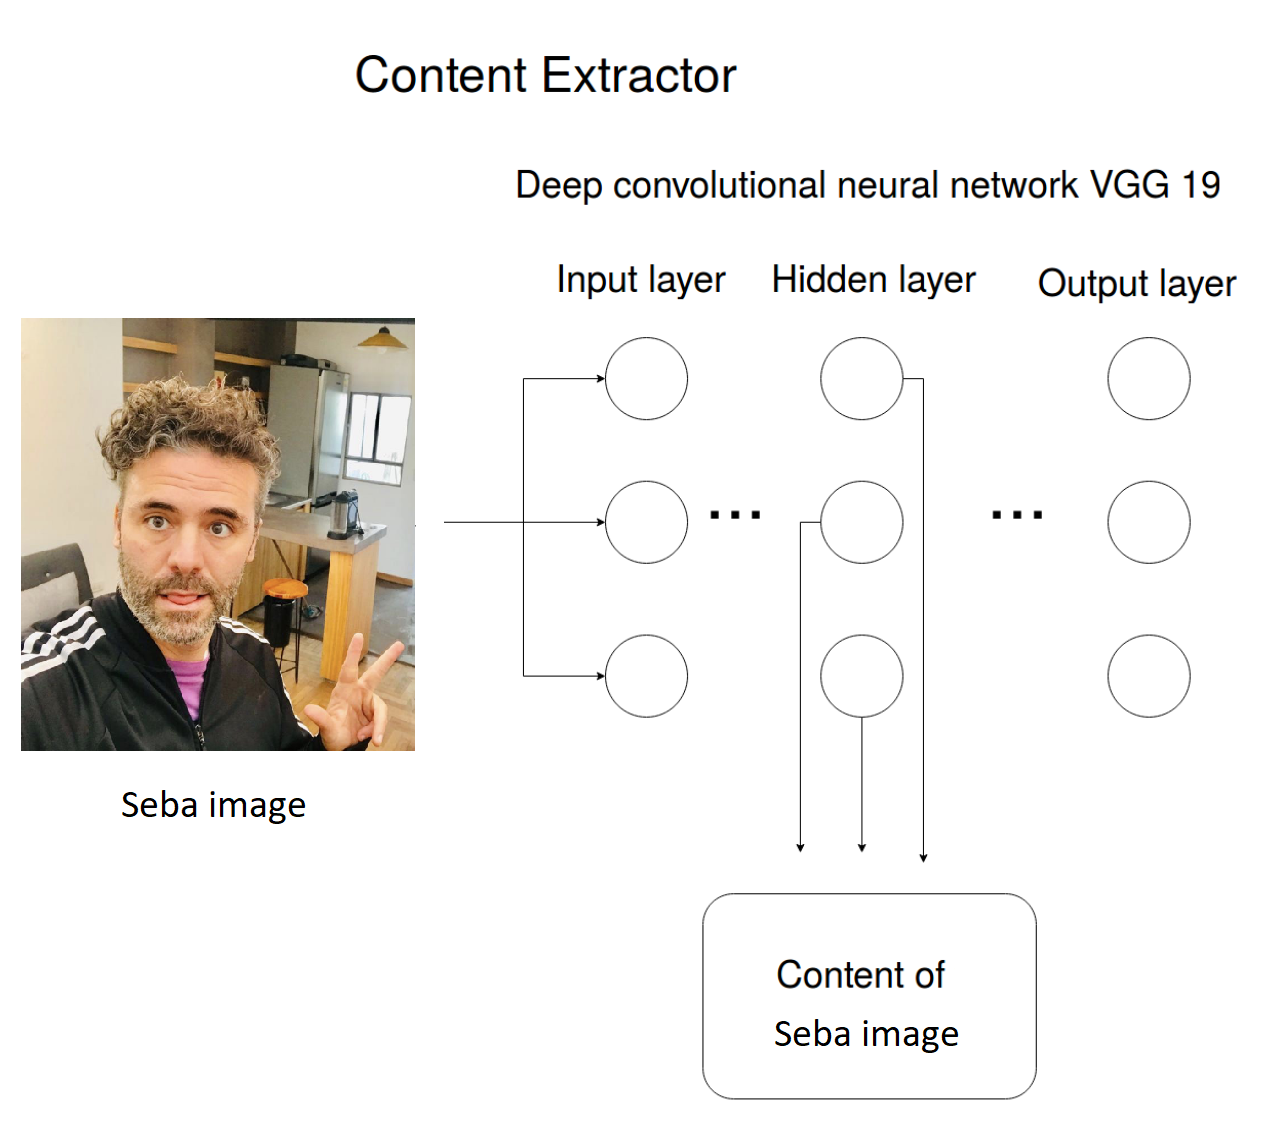 Content Extractor
Deep convolutional neural network VGG 19
Input layer
Hidden layer
Output layer
...
...
Seba image
Content of
Seba image